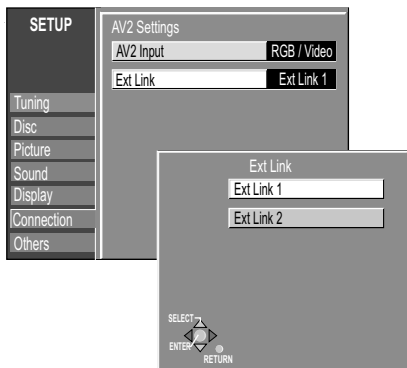 SETUP
AV2 Settings
AV2 Input RGB / Video
Ext Link Ext Link 1
Tuning
Disc
Picture
Sound
Display
Connection
Others
Ext Link
Ext Link 1
Ext Link 2
SELECT
ENTER
RETURN